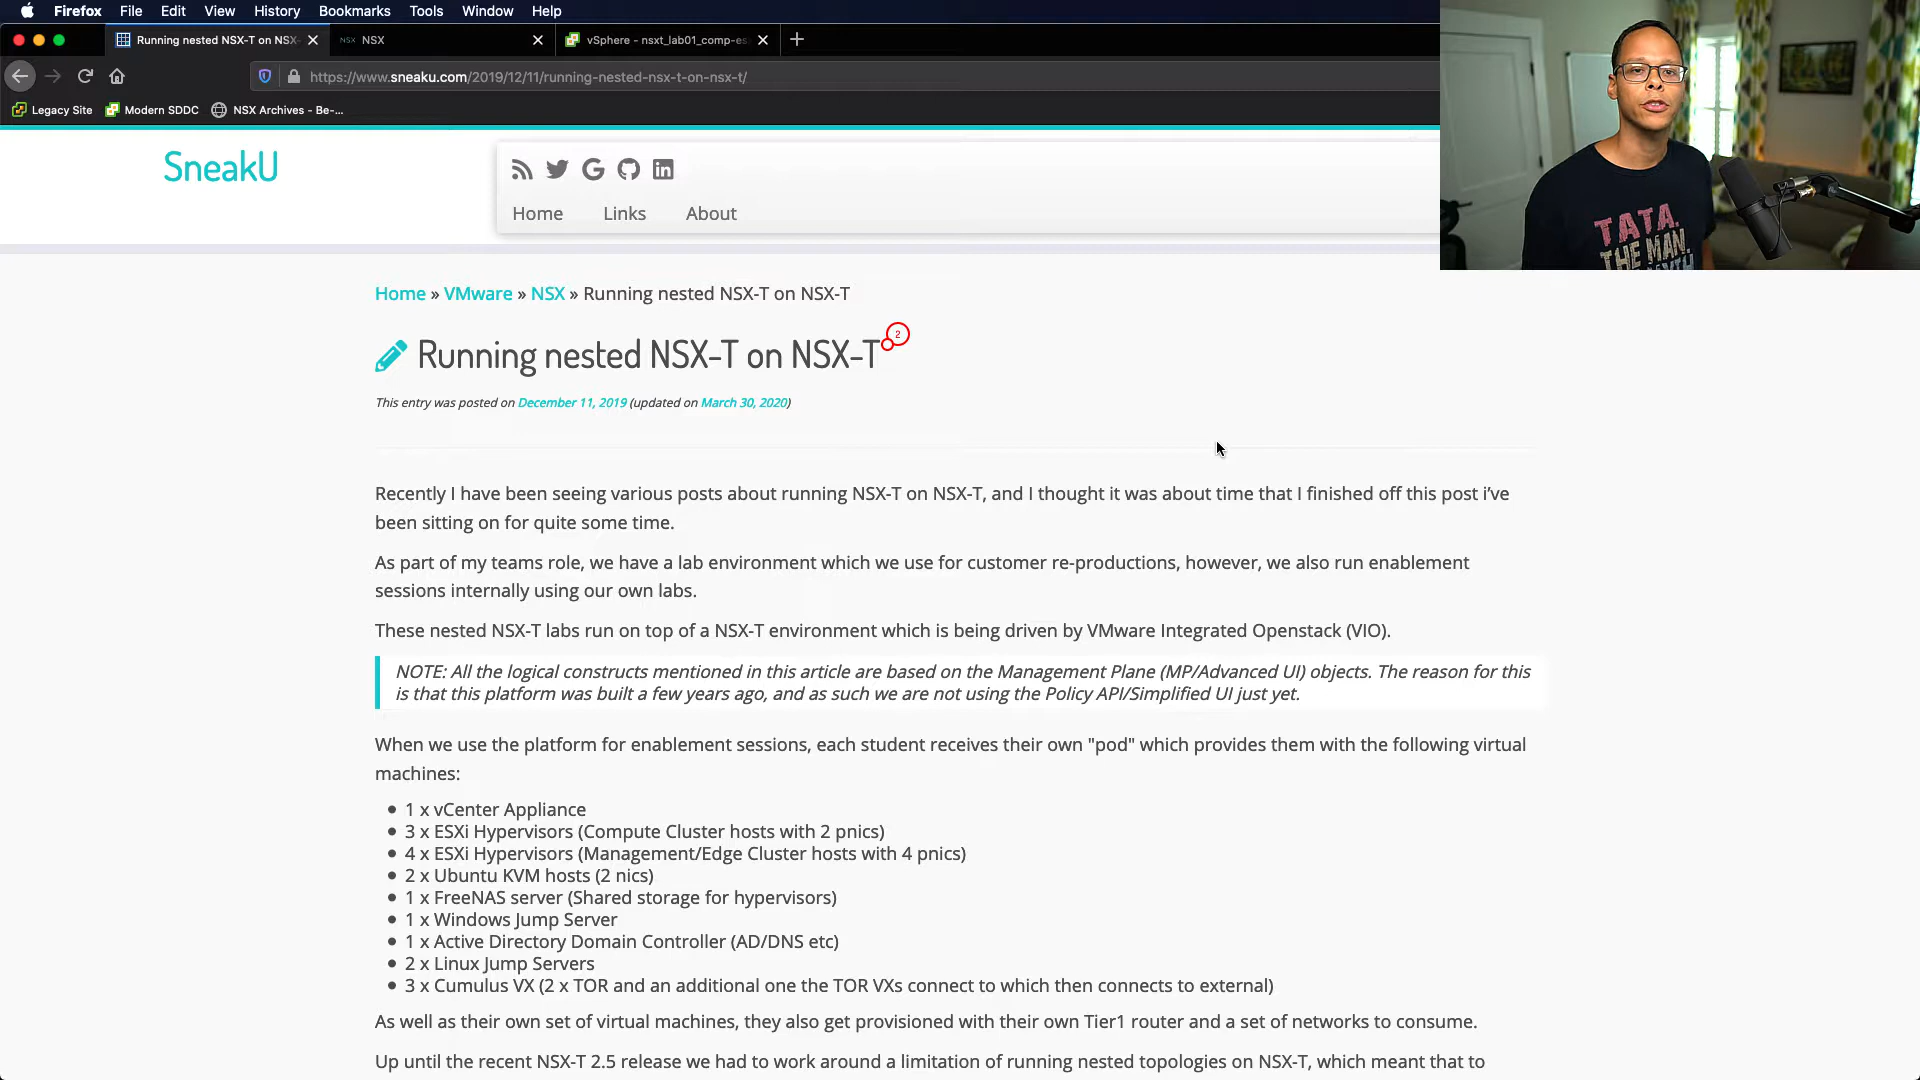 Firefox File Edit View History Bookmarks Tools Window Help
Running nested NSX-T on NSX-
NSX NSX
vSphere - nsxt_lab01_comp-es
https://www.sneaku.com/2019/12/11/running-nested-nsx-t-on-nsx-t/
Legacy Site Modern SDDC NSX Archives - Be-...
SneakU
Home Links About
TATA.
THE MAN.
Home » VMware » NSX » Running nested NSX-T on NSX-T
Running nested NSX-T on NSX-T 2
This entry was posted on December 11, 2019 (updated on March 30, 2020)
Recently I have been seeing various posts about running NSX-T on NSX-T, and I thought it was about time that I finished off this post i've
been sitting on for quite some time.
As part of my teams role, we have a lab environment which we use for customer re-productions, however, we also run enablement
sessions internally using our own labs.
These nested NSX-T labs run on top of a NSX-T environment which is being driven by VMware Integrated Openstack (VIO).
NOTE: All the logical constructs mentioned in this article are based on the Management Plane (MP/Advanced UI) objects. The reason for this
is that this platform was built a few years ago, and as such we are not using the Policy API/Simplified UI just yet.
When we use the platform for enablement sessions, each student receives their own "pod" which provides them with the following virtual
machines:
• 1 x vCenter Appliance
• 3 x ESXi Hypervisors (Compute Cluster hosts with 2 pnics)
• 4 x ESXi Hypervisors (Management/Edge Cluster hosts with 4 pnics)
• 2 x Ubuntu KVM hosts (2 nics)
• 1 x FreeNAS server (Shared storage for hypervisors)
• 1 x Windows Jump Server
• 1 x Active Directory Domain Controller (AD/DNS etc)
• 2 x Linux Jump Servers
• 3 x Cumulus VX (2 x TOR and an additional one the TOR VXs connect to which then connects to external)
As well as their own set of virtual machines, they also get provisioned with their own Tier1 router and a set of networks to consume.
Up until the recent NSX-T 2.5 release we had to work around a limitation of running nested topologies on NSX-T, which meant that to